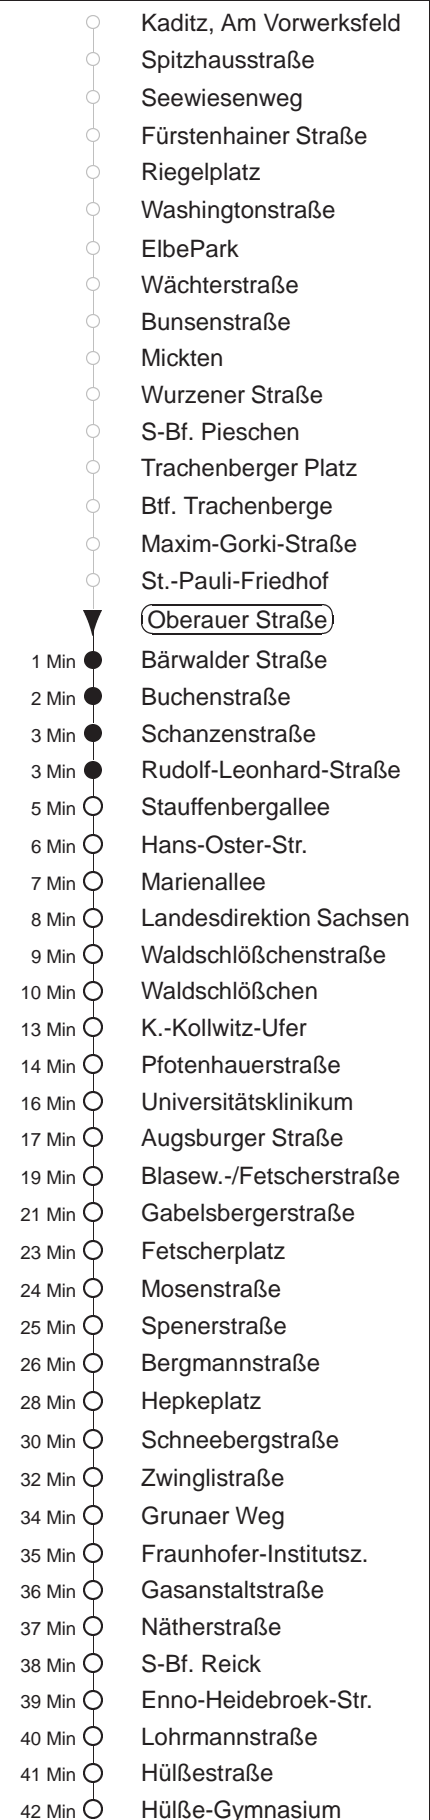 Kaditz, Am Vorwerksfeld
Spitzhausstraße
Seewiesenweg
Fürstenhainer Straße
Riegelplatz
Washingtonstraße
ElbePark
Wächterstraße
Bunsenstraße
Mickten
Wurzener Straße
S-Bf. Pieschen
Trachenberger Platz
Btf. Trachenberge
Maxim-Gorki-Straße
St.-Pauli-Friedhof
Oberauer Straße
1 Min Bärwalder Straße
2 Min Buchenstraße
3 Min Schanzenstraße
3 Min Rudolf-Leonhard-Straße
5 Min Stauffenbergallee
6 Min Hans-Oster-Str.
7 Min Marienallee
8 Min Landesdirektion Sachsen
9 Min Waldschlößchenstraße
10 Min Waldschlößchen
13 Min K.-Kollwitz-Ufer
14 Min Pfotenhauerstraße
16 Min Universitätsklinikum
17 Min Augsburger Straße
19 Min Blasew.-/Fetscherstraße
21 Min Gabelsbergerstraße
23 Min Fetscherplatz
24 Min Mosenstraße
25 Min Spenerstraße
26 Min Bergmannstraße
28 Min Hepkeplatz
30 Min Schneebergstraße
32 Min Zwinglistraße
34 Min Grunaer Weg
35 Min Fraunhofer-Institutsz.
36 Min Gasanstaltstraße
37 Min Nätherstraße
38 Min S-Bf. Reick
39 Min Enno-Heidebroek-Str.
40 Min Lohrmannstraße
41 Min Hülßestraße
42 Min Hülße-Gymnasium